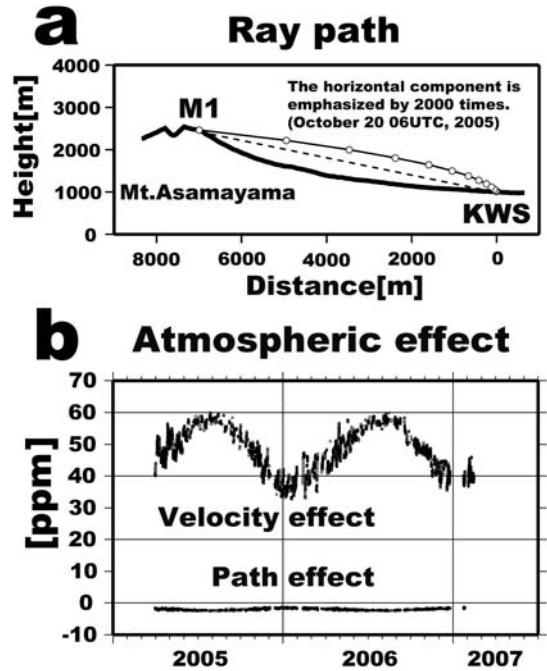 a Ray path
4000
3000
2000
1000
0
Height[m]
The horizontal component is
emphasized by 2000 times.
(October 20 06UTC, 2005)
M1
Mt.Asamayama
KWS
8000 6000 4000 2000 0
Distance[m]
b Atmospheric effect
70
60
50
40
30
20
10
0
-10
[ppm]
Velocity effect
Path effect
2005 2006 2007